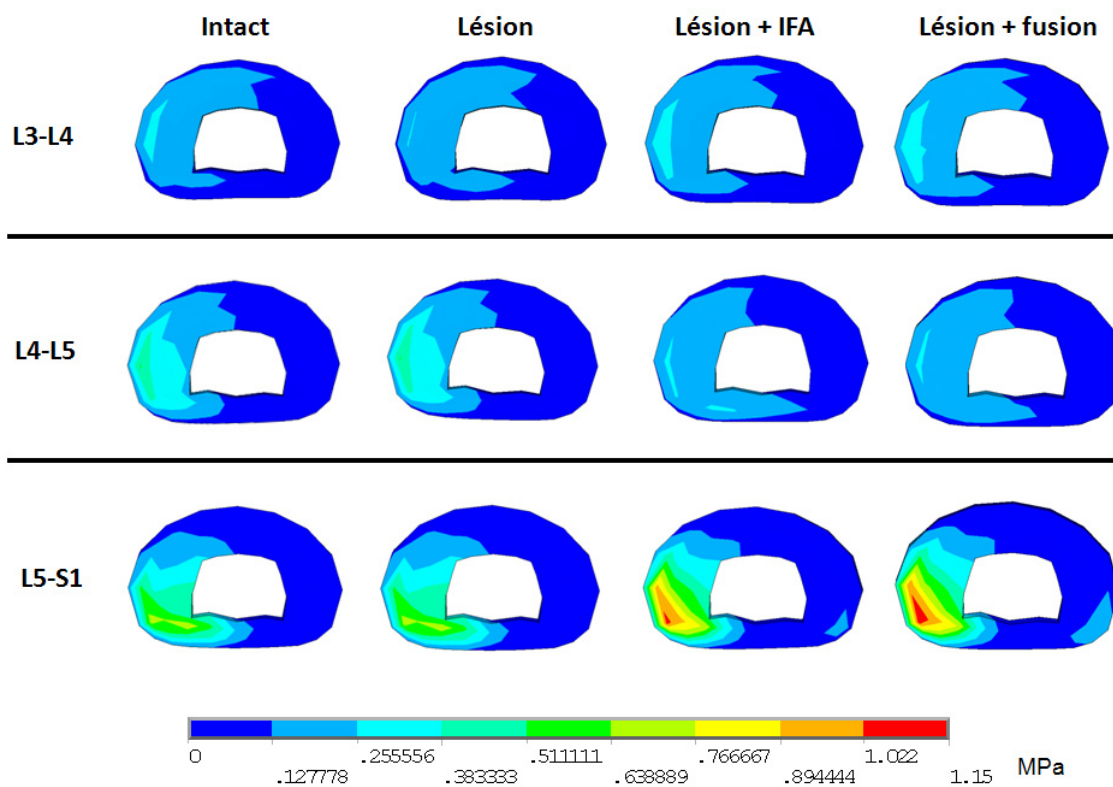 Intact Lésion Lésion + IFA Lésion + fusion
L3-L4
L4-L5
L5-S1
0 .255556 .511111 .766667 1.022
.127778 .383333 .638889 .894444 1.15 MPa